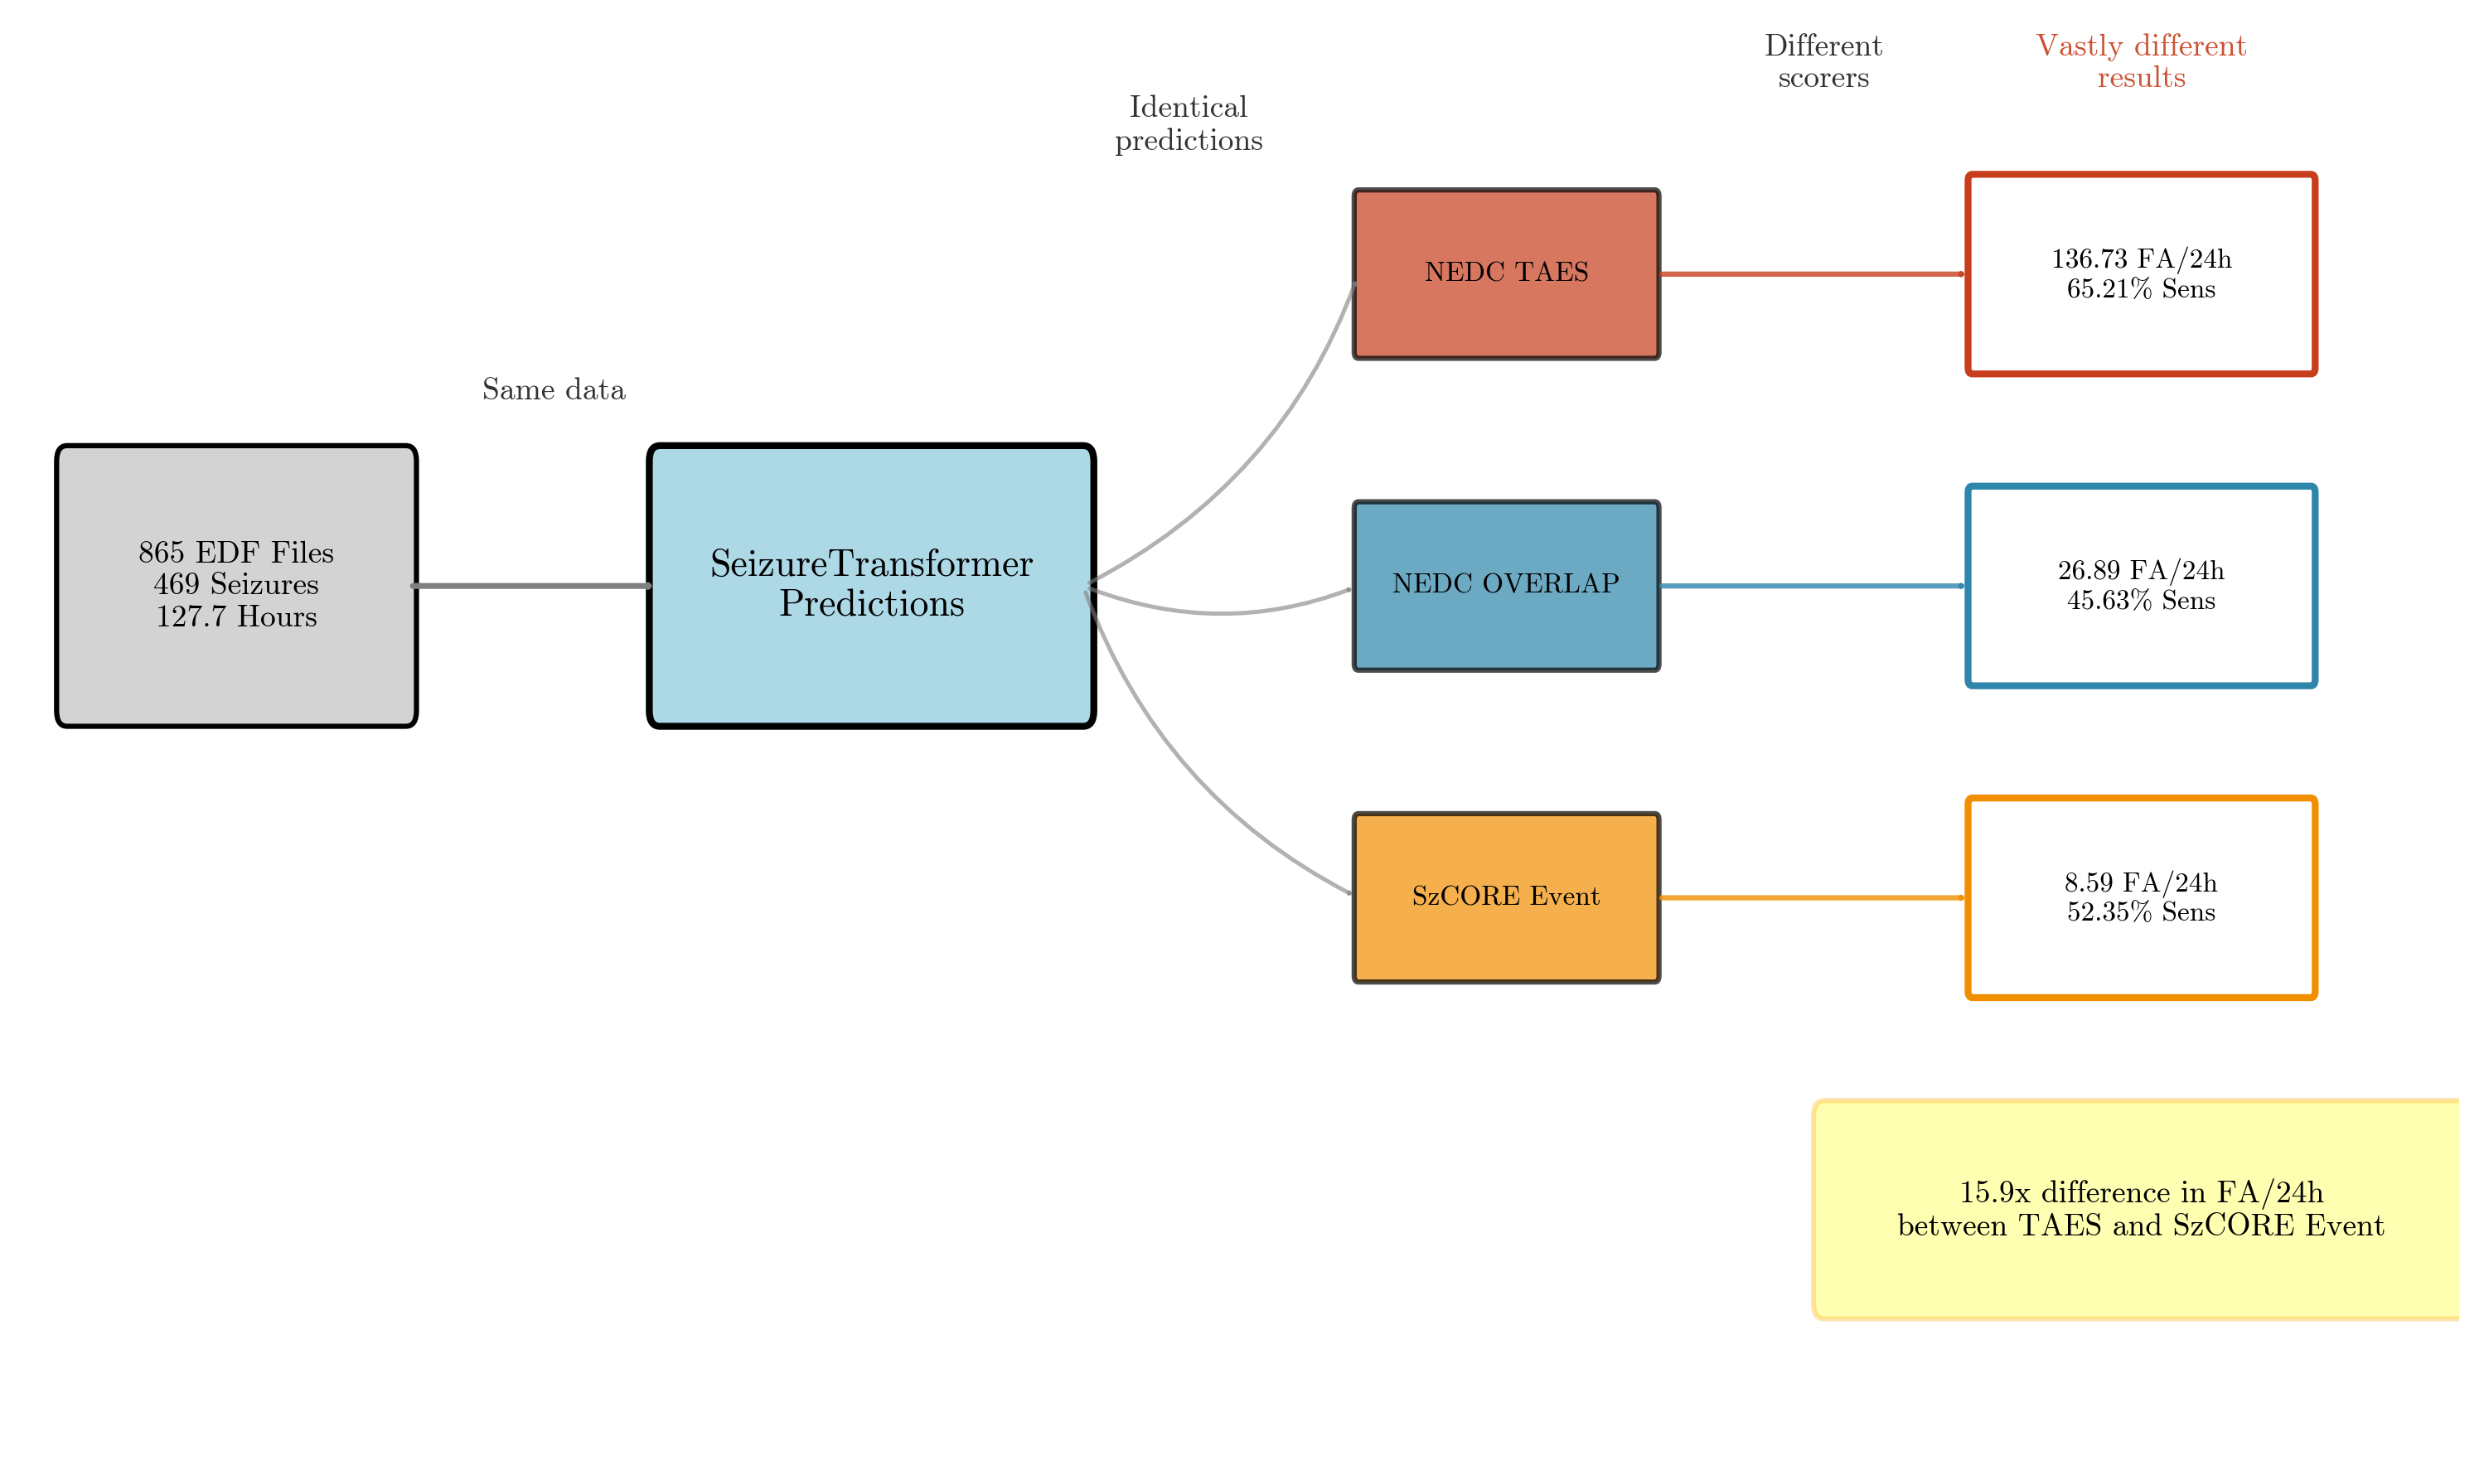 Same data
865 EDF Files
469 Seizures
127.7 Hours
SeizureTransformer
Predictions
Identical
predictions
Different
scorers
Vastly different
results
NEDC TAES
136.73 FA/24h
65.21% Sens
NEDC OVERLAP
26.89 FA/24h
45.63% Sens
SzCORE Event
8.59 FA/24h
52.35% Sens
15.9x difference in FA/24h
between TAES and SzCORE Event